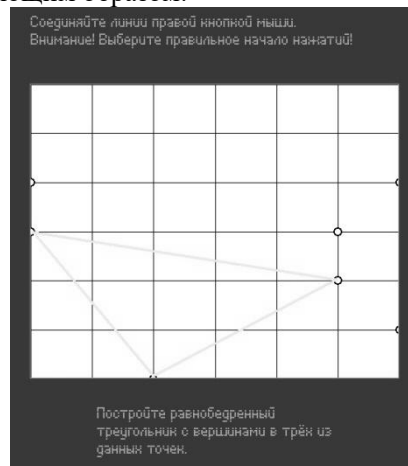 Соединяйте линии правой кнопкой мыши.
Внимание! Выберите правильное начало нажатий!
Постройте равнобедренный
треугольник с вершинами в трёх из
данных точек.